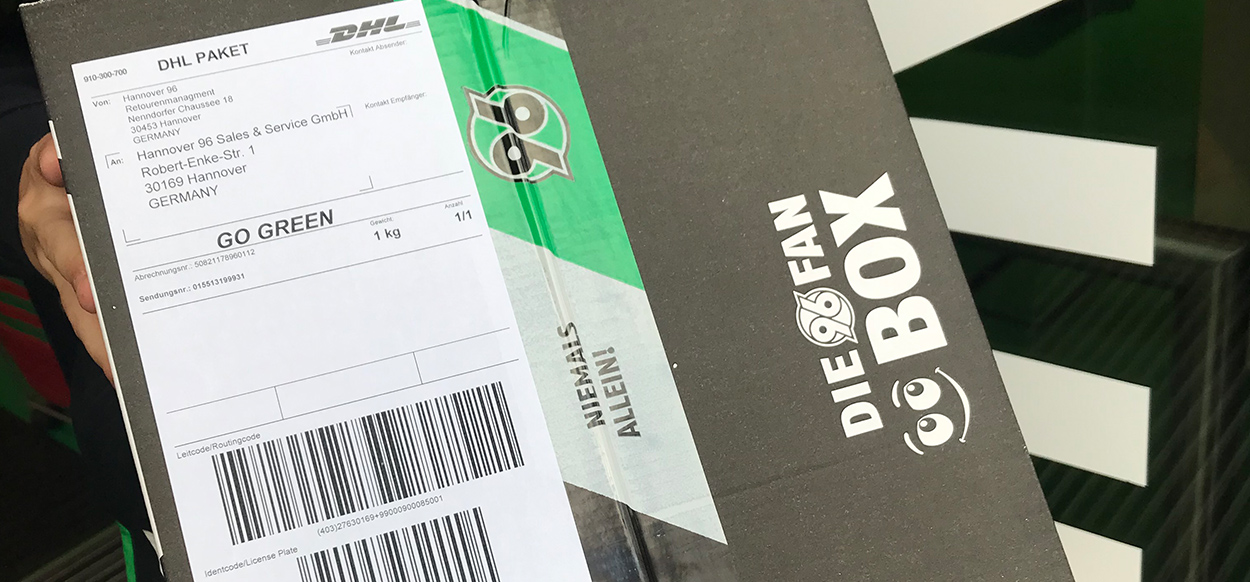 910-300-700
DHL PAKET
DHL
Kontakt Absender:
Von:
Hannover 96
Retourenmanagment
Nenndorfer Chaussee 18
30453 Hannover
GERMANY
Kontakt Empfänger:
An:
Hannover 96 Sales & Service GmbH
Robert-Enke-Str. 1
30169 Hannover
GERMANY
GO GREEN
Gewicht:
1 kg
Anzahl
1/1
Abrechnungsnr.: 50821178960112
Sendungsnr.: 015513199931
Leitcode/Routingcode
(403)27630169+99000900085001
Identcode/License Plate
96
NIEMALS
ALLEIN!
DIE 96 FAN
BOX